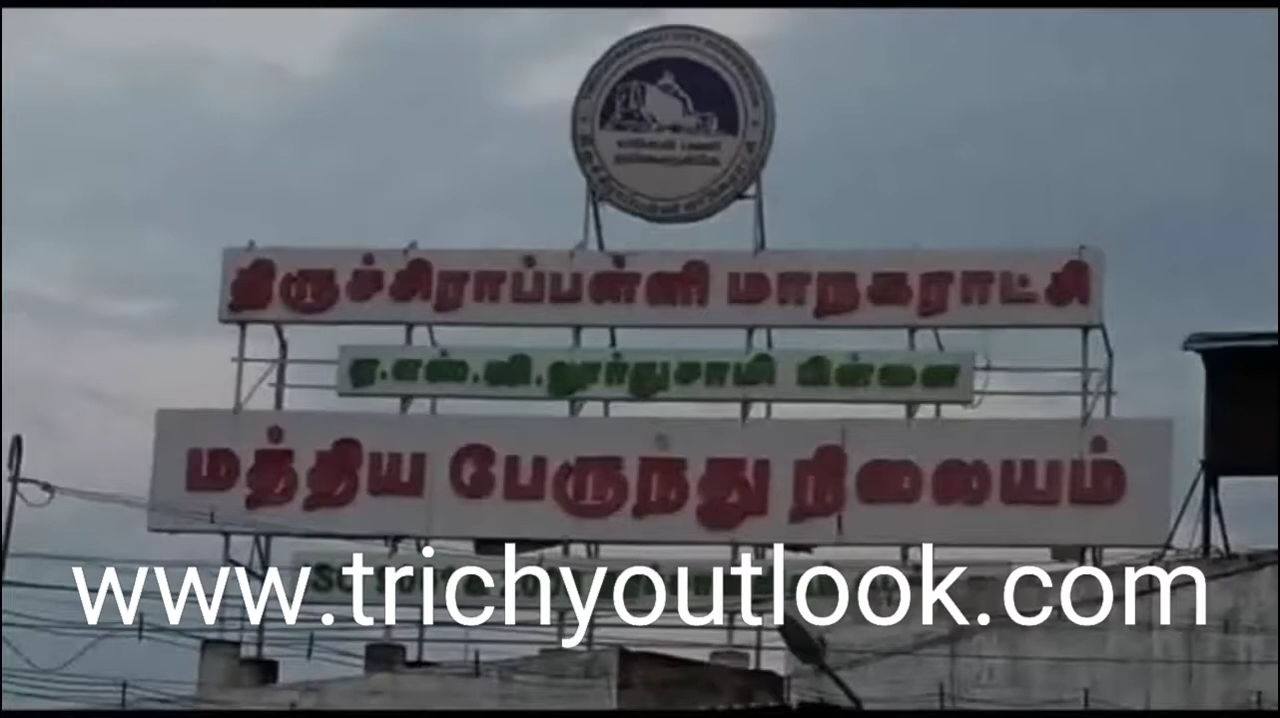 திருச்சிராப்பள்ளி மாநகராட்சி
ஏ.எஸ்.வி.லூர்துசாமி பிள்ளை
மத்திய பேருந்து நிலையம்
www.trichyoutlook.com